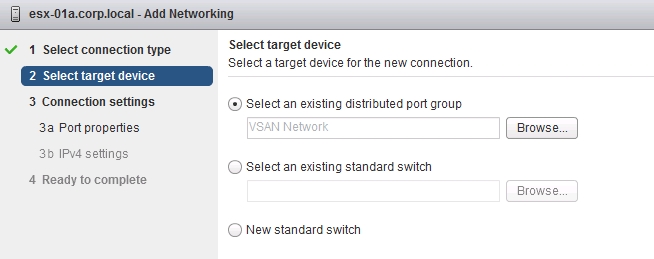 esx-01a.corp.local - Add Networking
1 Select connection type
2 Select target device
3 Connection settings
3a Port properties
3b IPv4 settings
4 Ready to complete
Select target device
Select a target device for the new connection.
Select an existing distributed port group
VSAN Network Browse...
Select an existing standard switch
Browse...
New standard switch